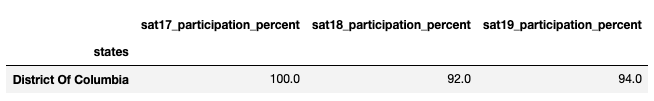 sat17_participation_percent sat18_participation_percent sat19_participation_percent
states
District Of Columbia 100.0 92.0 94.0